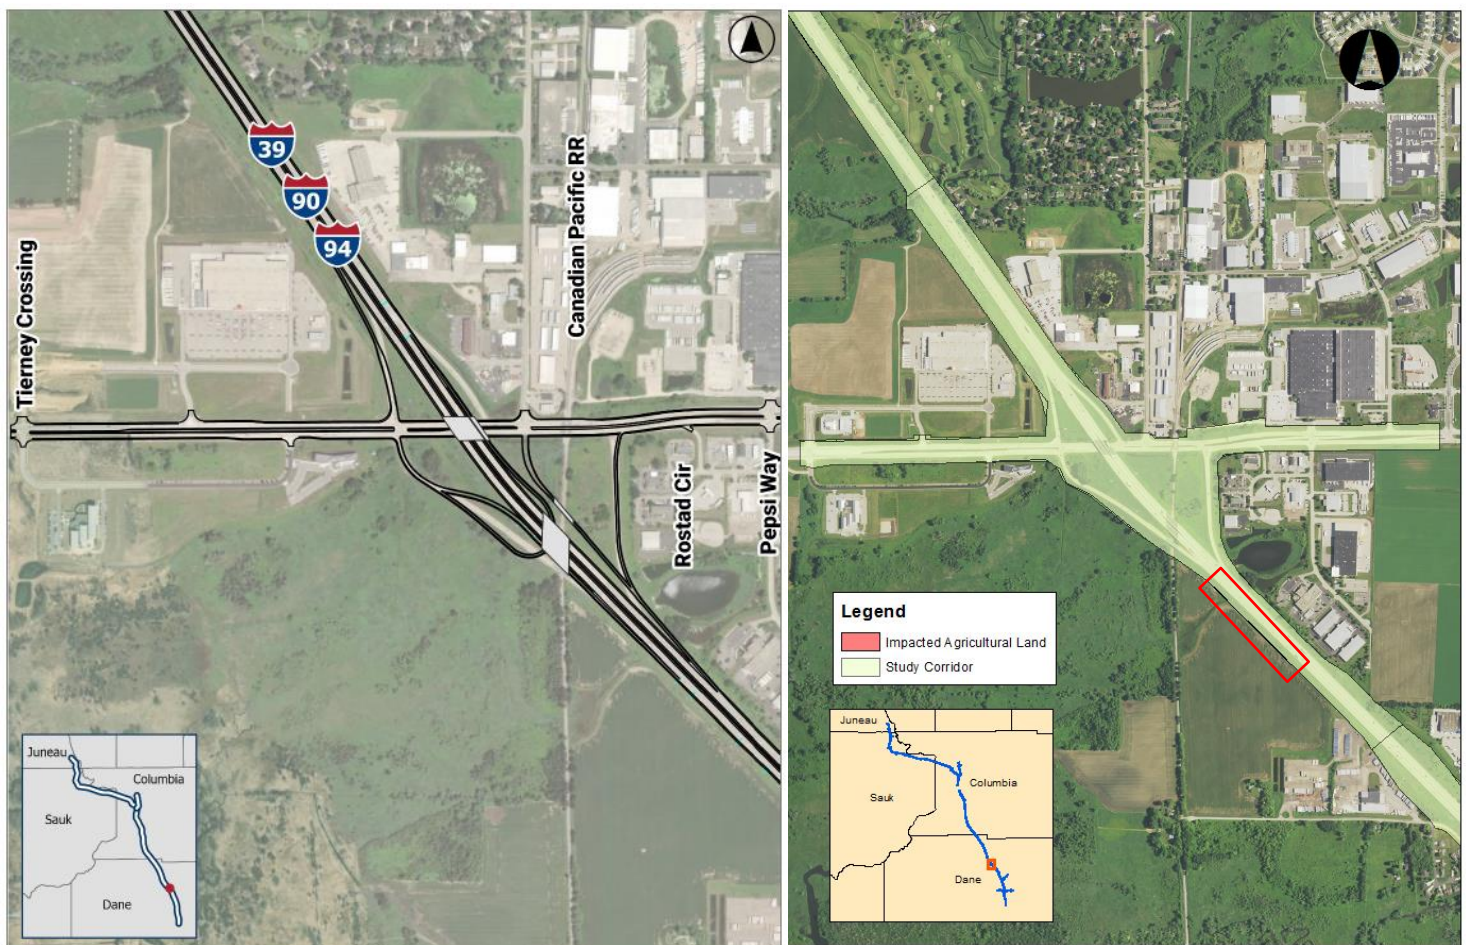 39
90
94
Tierney Crossing
Canadian Pacific RR
Rostad Cir
Pepsi Way
Juneau
Columbia
Sauk
Dane
Legend
Impacted Agricultural Land
Study Corridor
Juneau
Columbia
Sauk
Dane